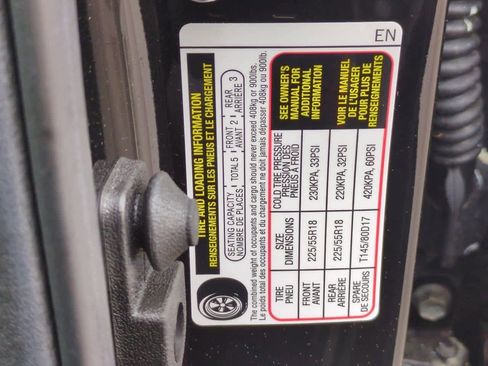 EN
TIRE AND LOADING INFORMATION
RENSEIGNEMENTS SUR LES PNEUS ET LE CHARGEMENT
SEATING CAPACITY
NOMBRE DE PLACES
TOTAL 5
FRONT
AVANT 2
REAR
ARRIÈRE 3
The combined weight of occupants and cargo should never exceed 408kg or 900lbs.
Le poids total des occupants et du chargement ne doit jamais dépasser 408kg ou 900lb.
TIRE
PNEU
SIZE
DIMENSIONS
COLD TIRE PRESSURE
PRESSION DES
PNEUS À FROID
FRONT
AVANT
225/55R18
230KPA, 33PSI
REAR
ARRIÈRE
225/55R18
220KPA, 32PSI
SPARE
DE SECOURS
T145/80D17
420KPA, 60PSI
SEE OWNER'S
MANUAL FOR
ADDITIONAL
INFORMATION
VOIR LE MANUEL
DE L'USAGER
POUR PLUS DE
RENSEIGNEMENTS